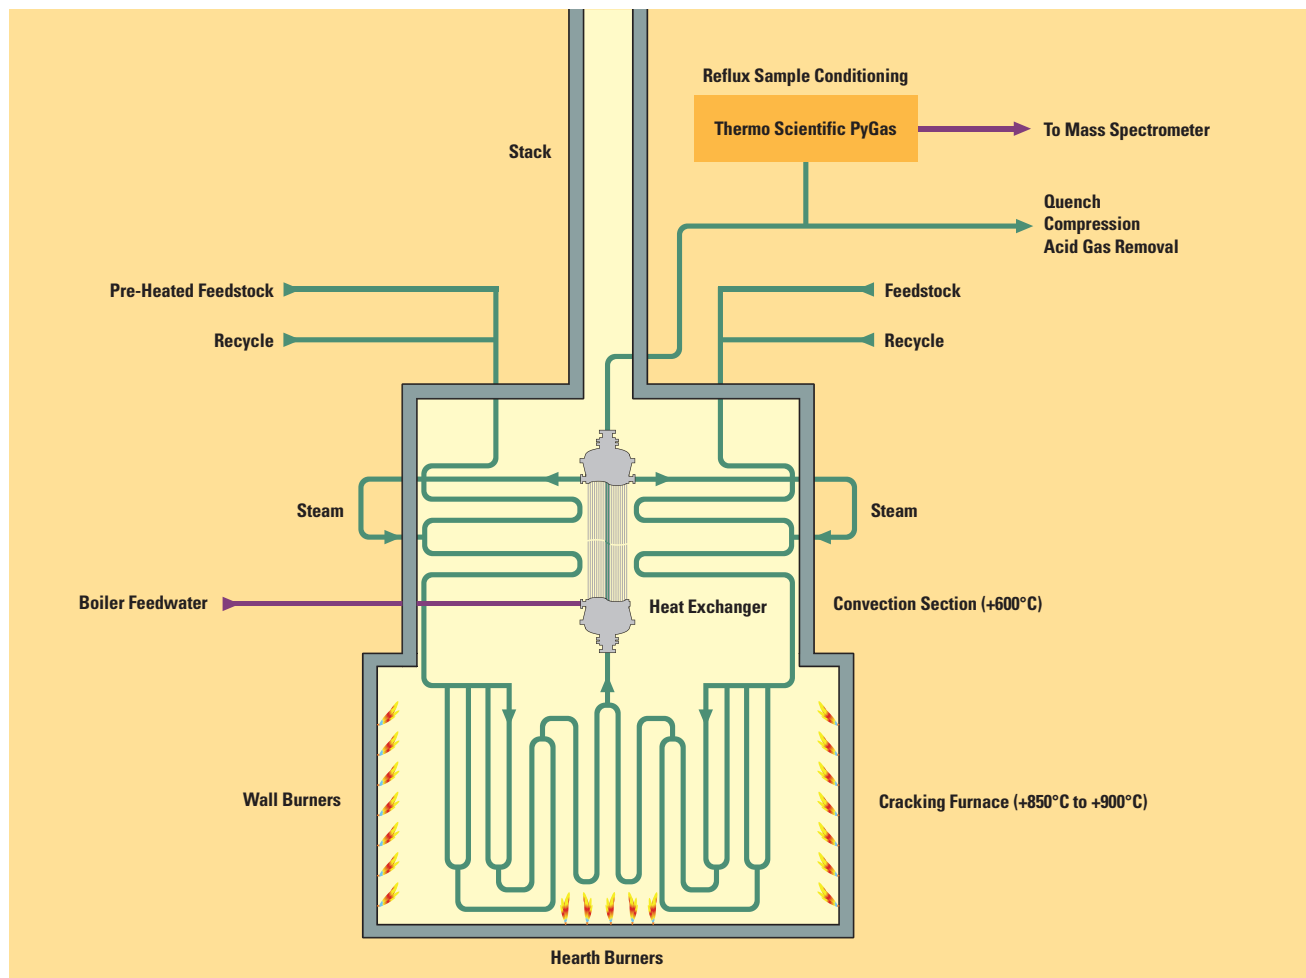 Reflux Sample Conditioning
Thermo Scientific PyGas
To Mass Spectrometer
Stack
Quench
Compression
Acid Gas Removal
Pre-Heated Feedstock
Feedstock
Recycle
Recycle
Steam
Steam
Boiler Feedwater
Heat Exchanger
Convection Section (+600°C)
Wall Burners
Cracking Furnace (+850°C to +900°C)
Hearth Burners